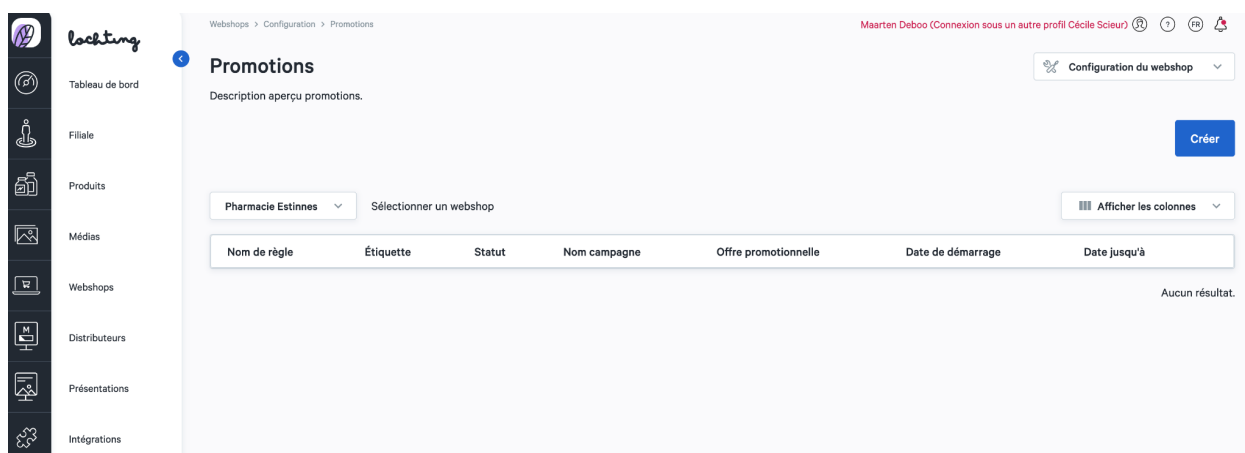 lochting
Webshops > Configuration > Promotions
Maarten Deboo (Connexion sous un autre profil Cécile Scieur)
?
FR
Promotions
Configuration du webshop
Description aperçu promotions.
Créer
Tableau de bord
Filiale
Produits
Médias
Webshops
M
Distributeurs
Présentations
Intégrations
Pharmacie Estinnes
Sélectionner un webshop
Afficher les colonnes
Nom de règle Étiquette Statut Nom campagne Offre promotionnelle Date de démarrage Date jusqu'à
Aucun résultat.